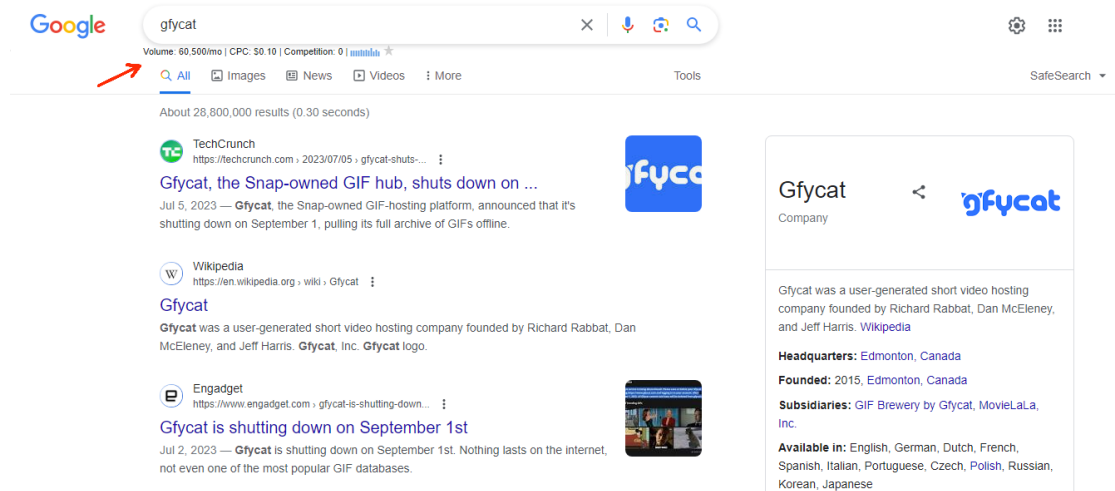 Google
gfycat
Volume: 60,500/mo | CPC: $0.10 | Competition: 0 |
All
Images
News
Videos
More
Tools
SafeSearch
About 28,800,000 results (0.30 seconds)
TechCrunch
https://techcrunch.com › 2023/07/05 › gfycat-shuts-...
Gfycat, the Snap-owned GIF hub, shuts down on ...
Jul 5, 2023 — Gfycat, the Snap-owned GIF-hosting platform, announced that it's
shutting down on September 1, pulling its full archive of GIFs offline.
gfyca
Wikipedia
https://en.wikipedia.org › wiki › Gfycat
Gfycat
Gfycat was a user-generated short video hosting company founded by Richard Rabbat, Dan
McEleney, and Jeff Harris. Gfycat, Inc. Gfycat logo.
Engadget
https://www.engadget.com › gfycat-is-shutting-down...
Gfycat is shutting down on September 1st
Jul 2, 2023 — Gfycat is shutting down on September 1st. Nothing lasts on the internet,
not even one of the most popular GIF databases.
Gfycat
Company
gfycat
Gfycat was a user-generated short video hosting
company founded by Richard Rabbat, Dan McEleney,
and Jeff Harris. Wikipedia
Headquarters: Edmonton, Canada
Founded: 2015, Edmonton, Canada
Subsidiaries: GIF Brewery by Gfycat, MovieLaLa,
Inc.
Available in: English, German, Dutch, French,
Spanish, Italian, Portuguese, Czech, Polish, Russian,
Korean, Japanese